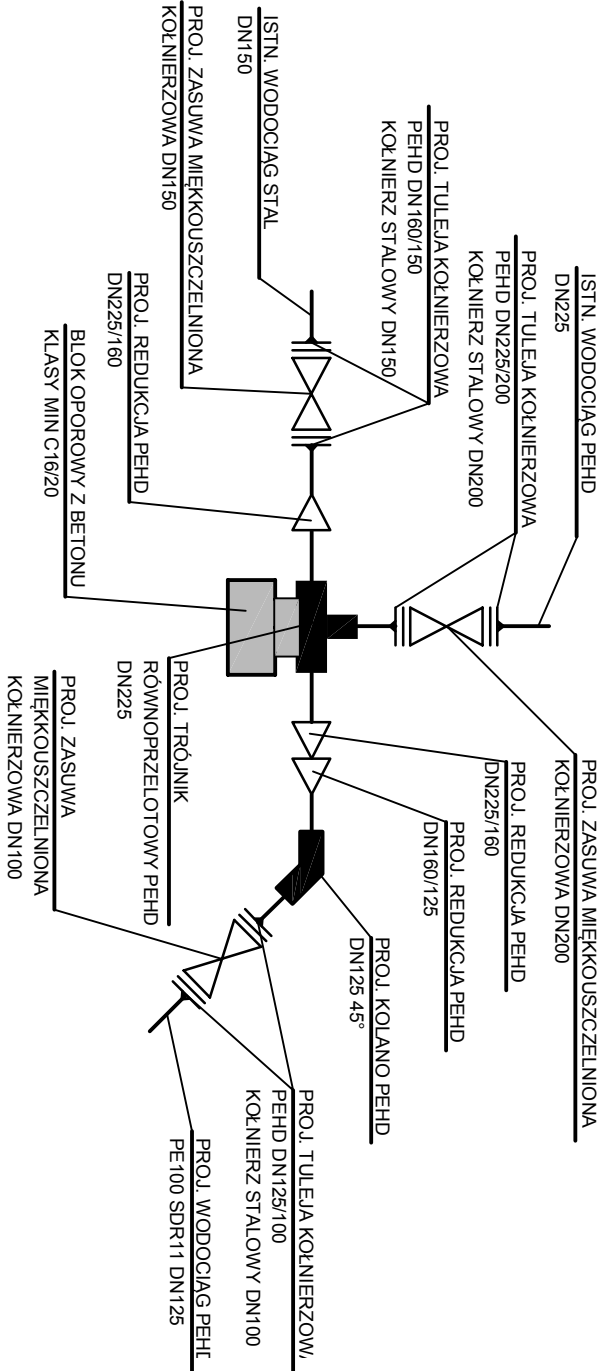 ISTN. WODOCIĄG PEHD
DN225
PROJ. TULEJA KOŁNIERZOWA
PEHD DN225/200
KOŁNIERZ STALOWY DN200
PROJ. TULEJA KOŁNIERZOWA
PEHD DN160/150
KOŁNIERZ STALOWY DN150
ISTN. WODOCIĄG STAL
DN150
PROJ. ZASUWA MIĘKKOUSZCZELNIONA
KOŁNIERZOWA DN150
PROJ. REDUKCJA PEHD
DN225/160
BLOK OPOROWY Z BETONU
KLASY MIN C16/20
PROJ. ZASUWA MIĘKKOUSZCZELNIONA
KOŁNIERZOWA DN200
PROJ. REDUKCJA PEHD
DN225/160
PROJ. REDUKCJA PEHD
DN160/125
PROJ. KOLANO PEHD
DN125 45°
PROJ. TRÓJNIK
RÓWNOPRZELOTOWY PEHD
DN225
PROJ. ZASUWA
MIĘKKOUSZCZELNIONA
KOŁNIERZOWA DN100
PROJ. TULEJA KOŁNIERZOW
PEHD DN125/100
KOŁNIERZ STALOWY DN100
PROJ. WODOCIĄG PEH
PE100 SDR11 DN125